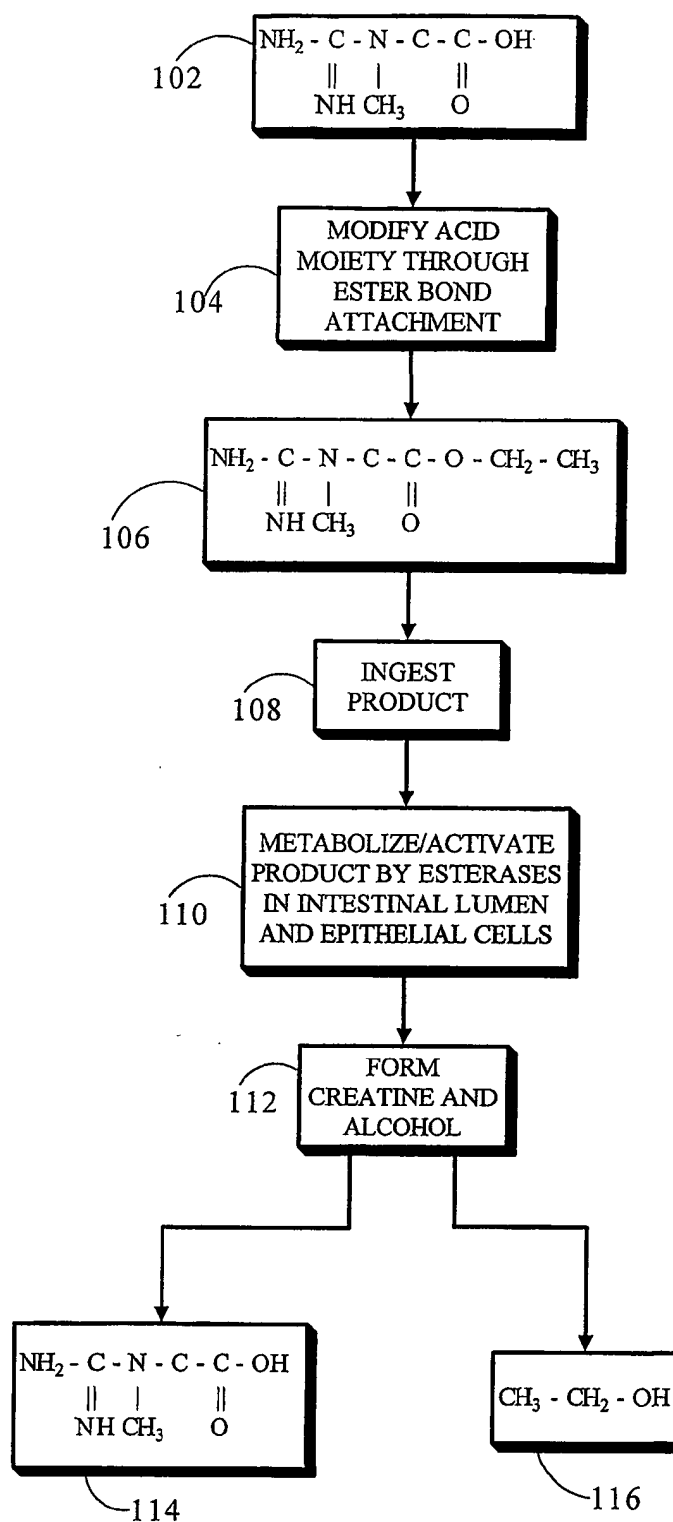 NH₂ - C - N - C - C - OH
|| | ||
NH CH₃ O
102
MODIFY ACID
MOIETY THROUGH
ESTER BOND
ATTACHMENT
104
NH₂ - C - N - C - C - O - CH₂ - CH₃
|| | ||
NH CH₃ O
106
INGEST
PRODUCT
108
METABOLIZE/ACTIVATE
PRODUCT BY ESTERASES
IN INTESTINAL LUMEN
AND EPITHELIAL CELLS
110
FORM
CREATINE AND
ALCOHOL
112
NH₂ - C - N - C - C - OH
|| | ||
NH CH₃ O
114
CH₃ - CH₂ - OH
116